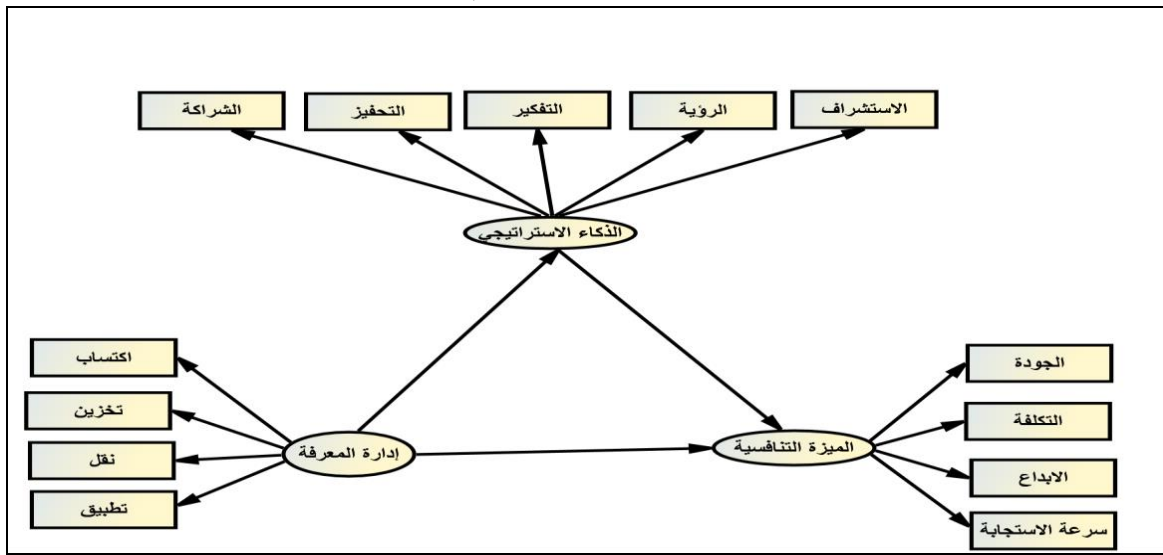 الاستشراف
الرؤية
التفكير
التحفيز
الشراكة
الذكاء الاستراتيجي
الجودة
التكلفة
الابداع
سرعة الاستجابة
الميزة التنافسية
إدارة المعرفة
اكتساب
تخزين
نقل
تطبيق